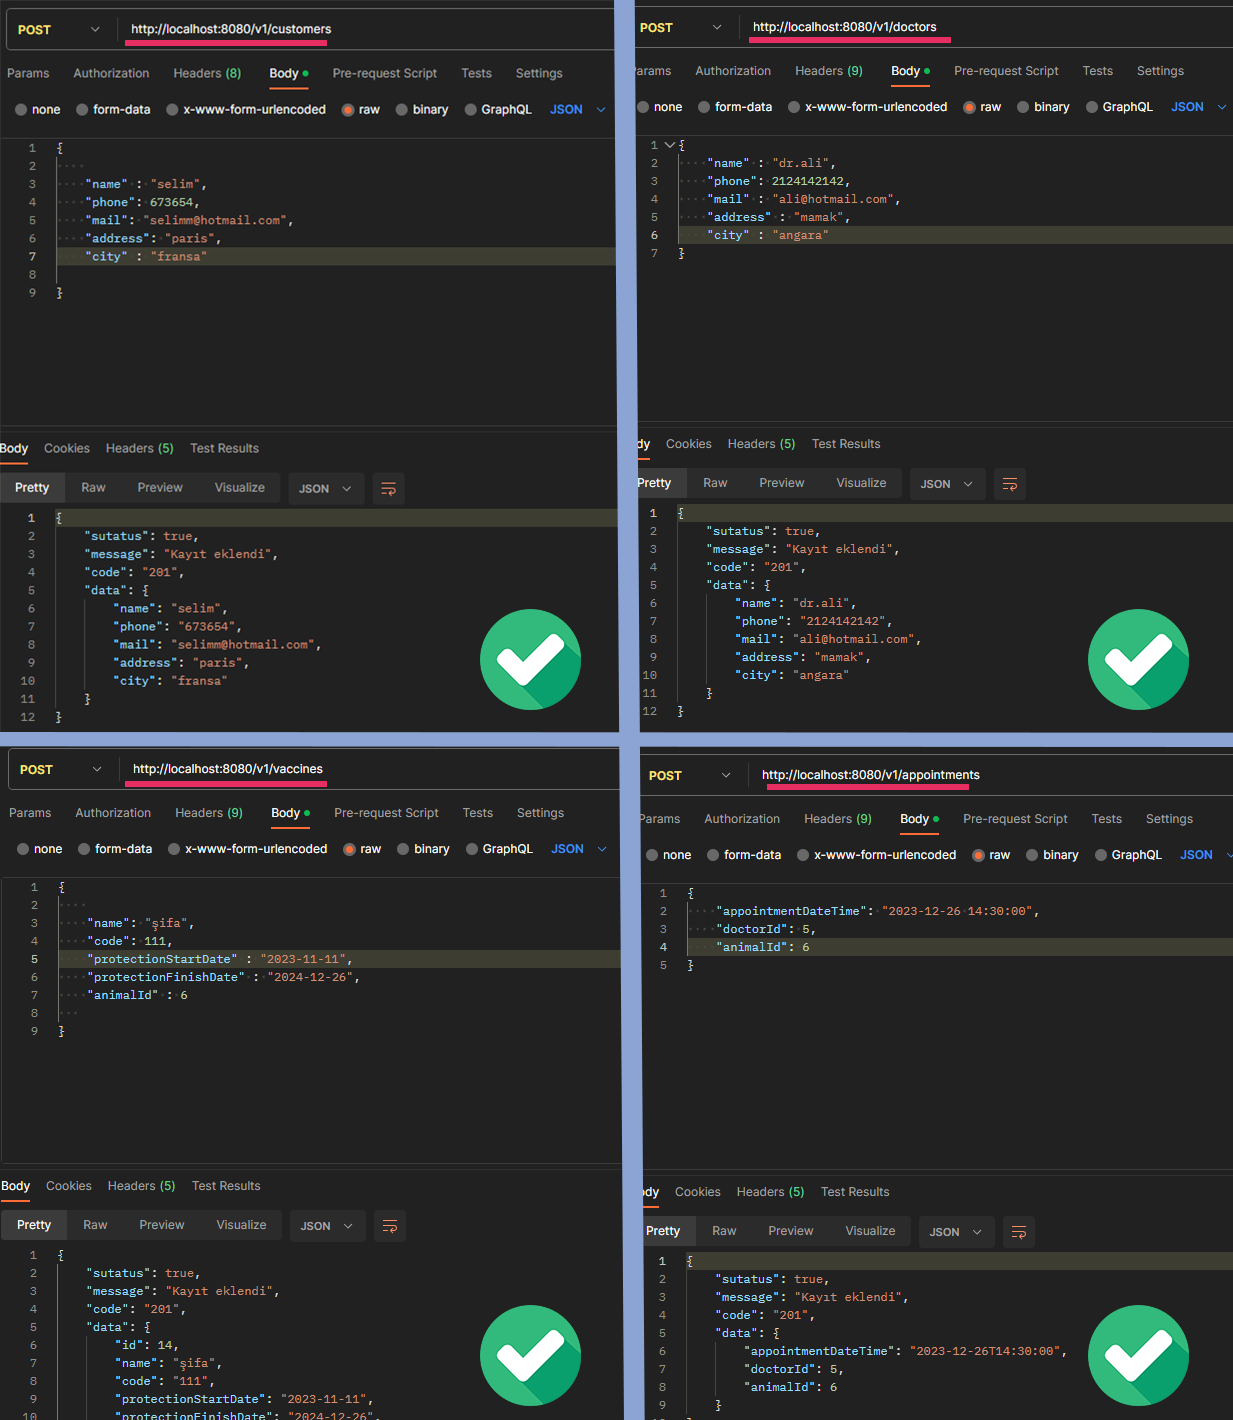 POST http://localhost:8080/v1/customers
Params Authorization Headers (8) Body Pre-request Script Tests Settings
none form-data x-www-form-urlencoded raw binary GraphQL JSON
1 {
2
3 "name" : "selim",
4 "phone": 673654,
5 "mail": "selimm@hotmail.com",
6 "address": "paris",
7 "city" : "fransa"
8
9 }
Body Cookies Headers (5) Test Results
Pretty Raw Preview Visualize JSON
1 {
2 "sutatus": true,
3 "message": "Kayıt eklendi",
4 "code": "201",
5 "data": {
6 "name": "selim",
7 "phone": "673654",
8 "mail": "selimm@hotmail.com",
9 "address": "paris",
10 "city": "fransa"
11 }
12 }
POST http://localhost:8080/v1/doctors
arams Authorization Headers (9) Body Pre-request Script Tests Settings
none form-data x-www-form-urlencoded raw binary GraphQL JSON
1 {
2 "name" : "dr.ali",
3 "phone": 2124142142,
4 "mail" : "ali@hotmail.com",
5 "address" : "mamak",
6 "city" : "angara"
7 }
dy Cookies Headers (5) Test Results
Pretty Raw Preview Visualize JSON
1 {
2 "sutatus": true,
3 "message": "Kayıt eklendi",
4 "code": "201",
5 "data": {
6 "name": "dr.ali",
7 "phone": "2124142142",
8 "mail": "ali@hotmail.com",
9 "address": "mamak",
10 "city": "angara"
11 }
12 }
POST http://localhost:8080/v1/vaccines
Params Authorization Headers (9) Body Pre-request Script Tests Settings
none form-data x-www-form-urlencoded raw binary GraphQL JSON
1 {
2
3 "name": "şifa",
4 "code": 111,
5 "protectionStartDate" : "2023-11-11",
6 "protectionFinishDate" : "2024-12-26",
7 "animalId" : 6
8
9 }
Body Cookies Headers (5) Test Results
Pretty Raw Preview Visualize JSON
1 {
2 "sutatus": true,
3 "message": "Kayıt eklendi",
4 "code": "201",
5 "data": {
6 "id": 14,
7 "name": "şifa",
8 "code": "111",
9 "protectionStartDate": "2023-11-11",
10 "protectionFinishDate": "2024-12-26",
POST http://localhost:8080/v1/appointments
Params Authorization Headers (9) Body Pre-request Script Tests Settings
none form-data x-www-form-urlencoded raw binary GraphQL JSON
1 {
2 "appointmentDateTime": "2023-12-26 14:30:00",
3 "doctorId": 5,
4 "animalId": 6
5 }
dy Cookies Headers (5) Test Results
Pretty Raw Preview Visualize JSON
1 {
2 "sutatus": true,
3 "message": "Kayıt eklendi",
4 "code": "201",
5 "data": {
6 "appointmentDateTime": "2023-12-26T14:30:00",
7 "doctorId": 5,
8 "animalId": 6
9 }